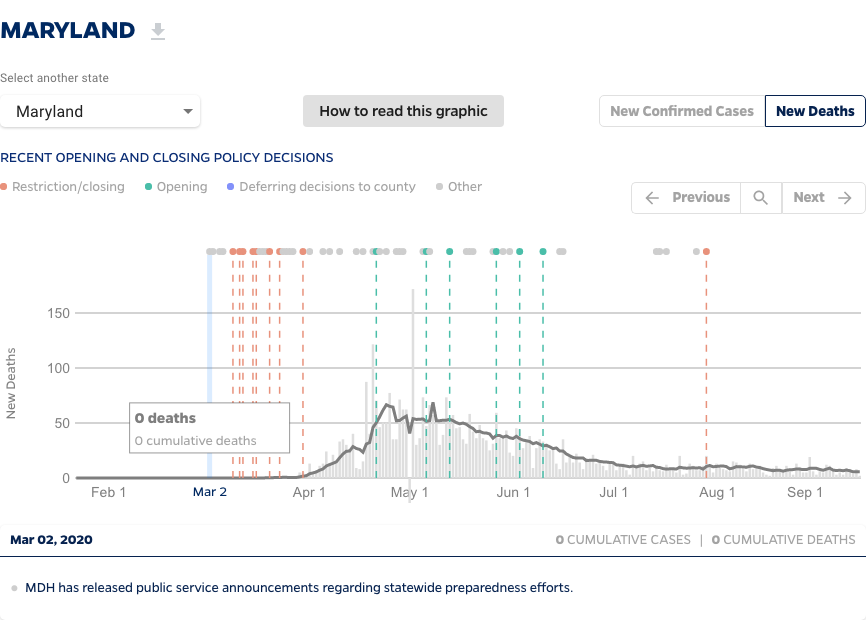 MARYLAND
Select another state
Maryland
How to read this graphic
New Confirmed Cases
New Deaths
RECENT OPENING AND CLOSING POLICY DECISIONS
Restriction/closing
Opening
Deferring decisions to county
Other
Previous
Next
New Deaths
150
100
50
0
0 deaths
0 cumulative deaths
Feb 1
Mar 2
Apr 1
May 1
Jun 1
Jul 1
Aug 1
Sep 1
Mar 02, 2020
0 CUMULATIVE CASES | 0 CUMULATIVE DEATHS
MDH has released public service announcements regarding statewide preparedness efforts.